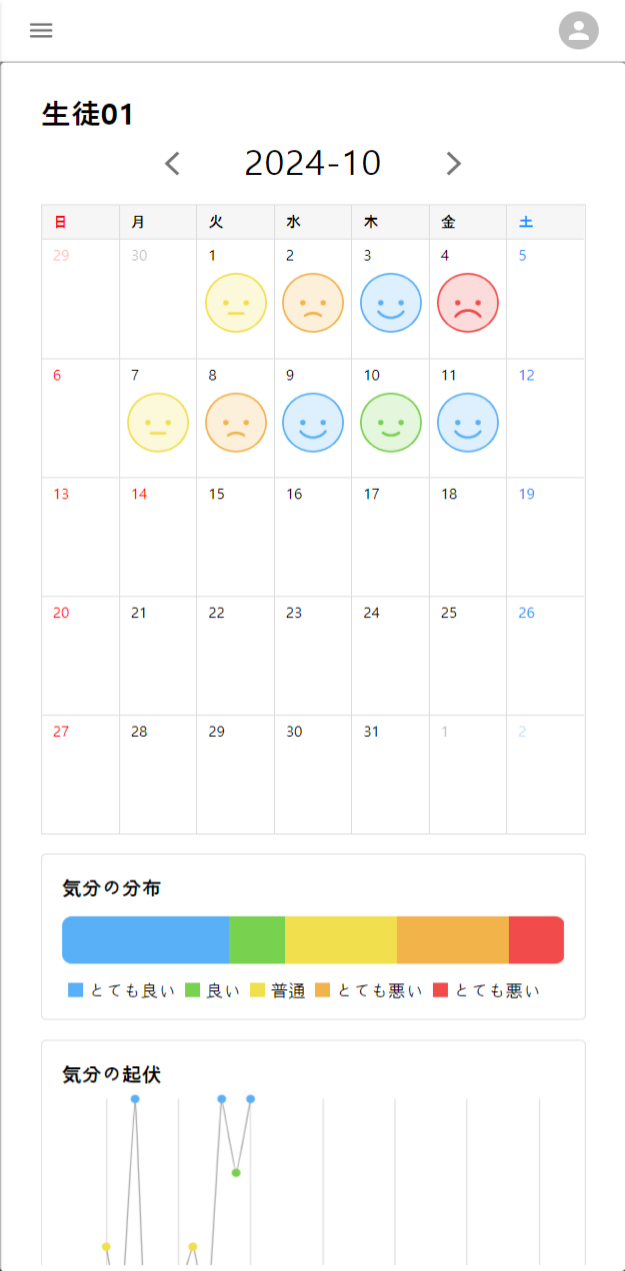 生徒01
2024-10
日 月 火 水 木 金 土
29 30 1 2 3 4 5
6 7 8 9 10 11 12
13 14 15 16 17 18 19
20 21 22 23 24 25 26
27 28 29 30 31 1 2
気分の分布
とても良い 良い 普通 とても悪い とても悪い
気分の起伏